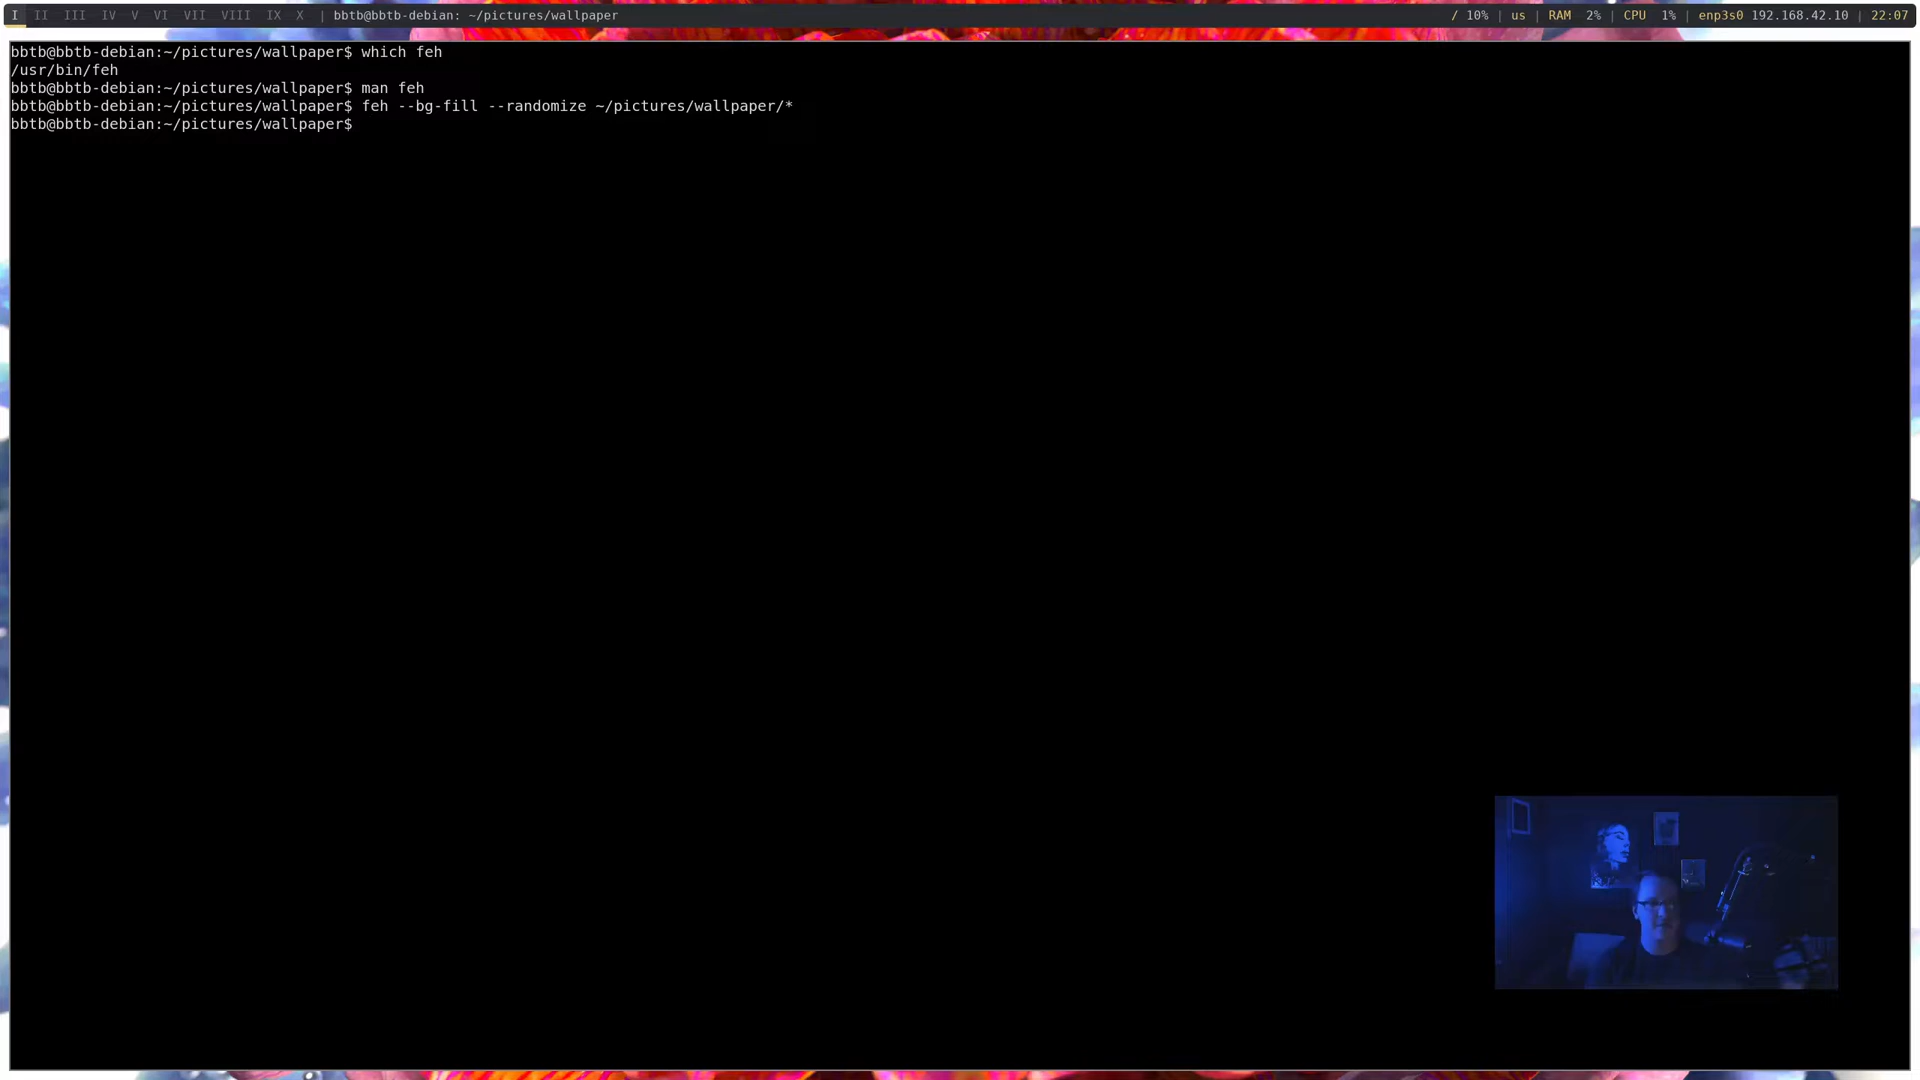 I II III IV V VI VII VIII IX X | bbtb@bbtb-debian: ~/pictures/wallpaper / 10% | us | RAM 2% | CPU 1% | enp3s0 192.168.42.10 | 22:07
bbtb@bbtb-debian:~/pictures/wallpaper$ which feh
/usr/bin/feh
bbtb@bbtb-debian:~/pictures/wallpaper$ man feh
bbtb@bbtb-debian:~/pictures/wallpaper$ feh --bg-fill --randomize ~/pictures/wallpaper/*
bbtb@bbtb-debian:~/pictures/wallpaper$